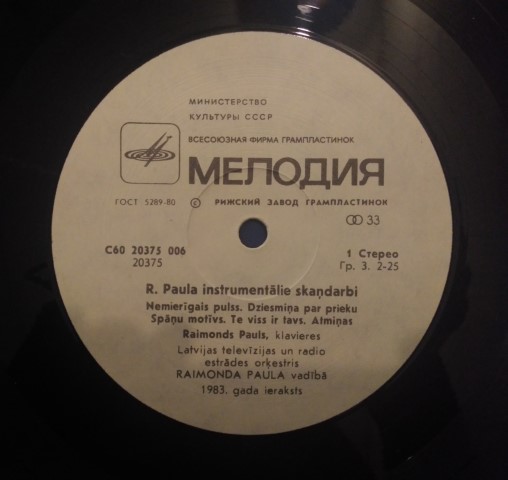 МИНИСТЕРСТВО
КУЛЬТУРЫ СССР
ВСЕСОЮЗНАЯ ФИРМА ГРАМПЛАСТИНОК
МЕЛОДИЯ
ГОСТ 5289-80 © РИЖСКИЙ ЗАВОД ГРАМПЛАСТИНОК
33
С60 20375 006 1 Стерео
20375 Гр. 3. 2-25
R. Paula instrumentālie skaņdarbi
Nemierīgais pulss. Dziesmiņa par prieku
Spāņu motīvs. Te viss ir tavs. Atmiņas
Raimonds Pauls, klavieres
Latvijas televīzijas un radio
estrādes orķestris
RAIMONDA PAULA vadībā
1983. gada ieraksts